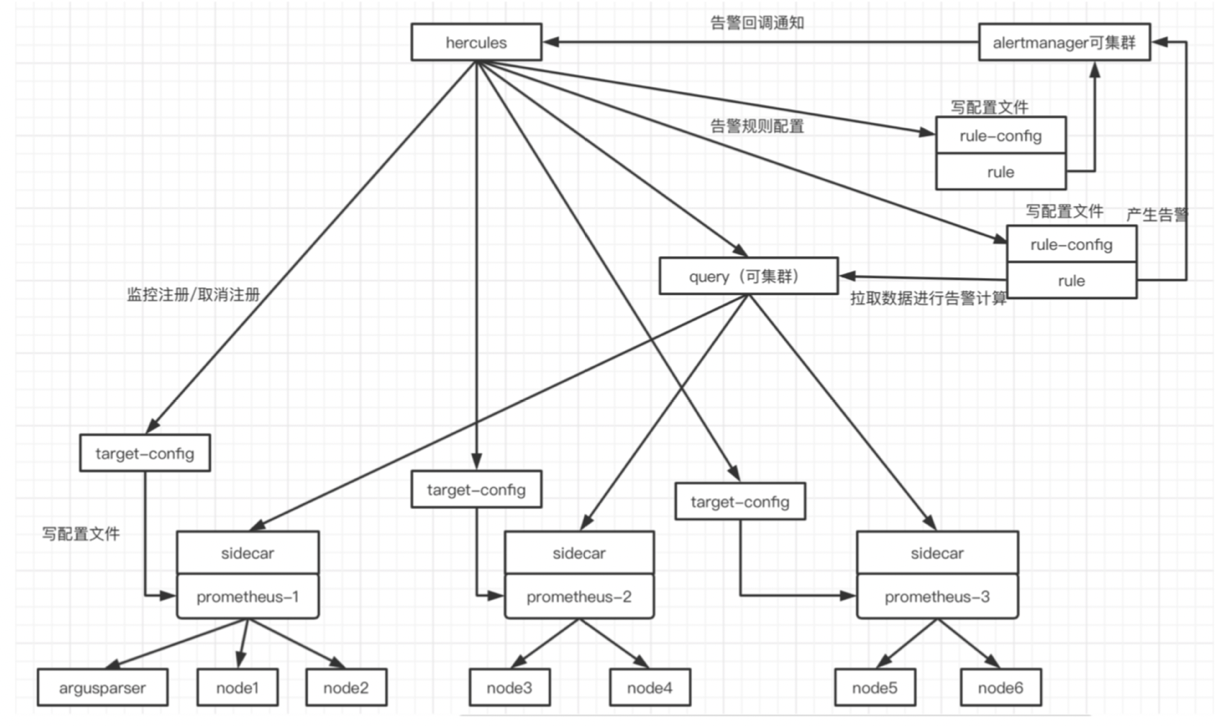 告警回调通知
hercules
alertmanager可集群
写配置文件
告警规则配置
rule-config
rule
写配置文件
产生告警
rule-config
query（可集群）
rule
监控注册/取消注册
拉取数据进行告警计算
target-config
target-config
target-config
写配置文件
sidecar
sidecar
sidecar
prometheus-1
prometheus-2
prometheus-3
argusparser
node1
node2
node3
node4
node5
node6